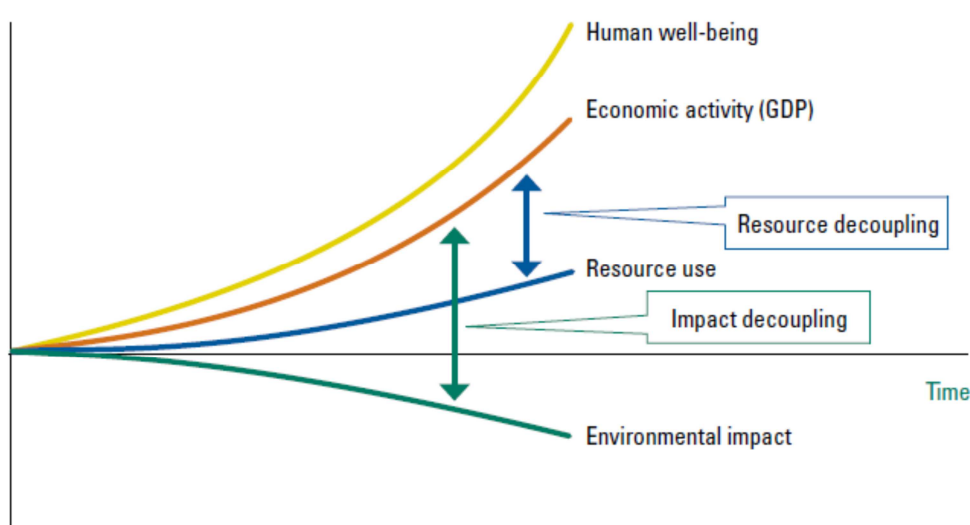 Human well-being
Economic activity (GDP)
Resource decoupling
Resource use
Impact decoupling
Time
Environmental impact